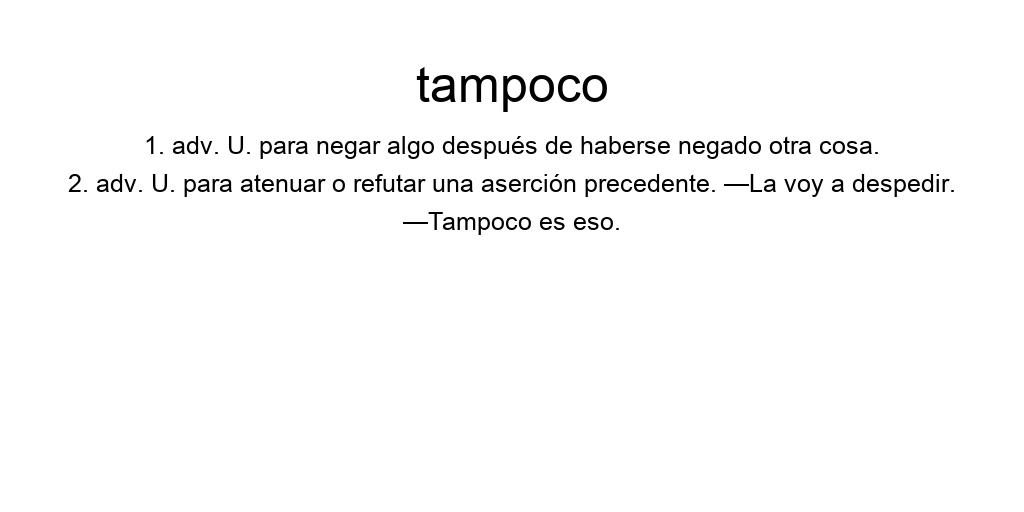 tampoco
1. adv. U. para negar algo después de haberse negado otra cosa.
2. adv. U. para atenuar o refutar una aserción precedente. —La voy a despedir.
—Tampoco es eso.